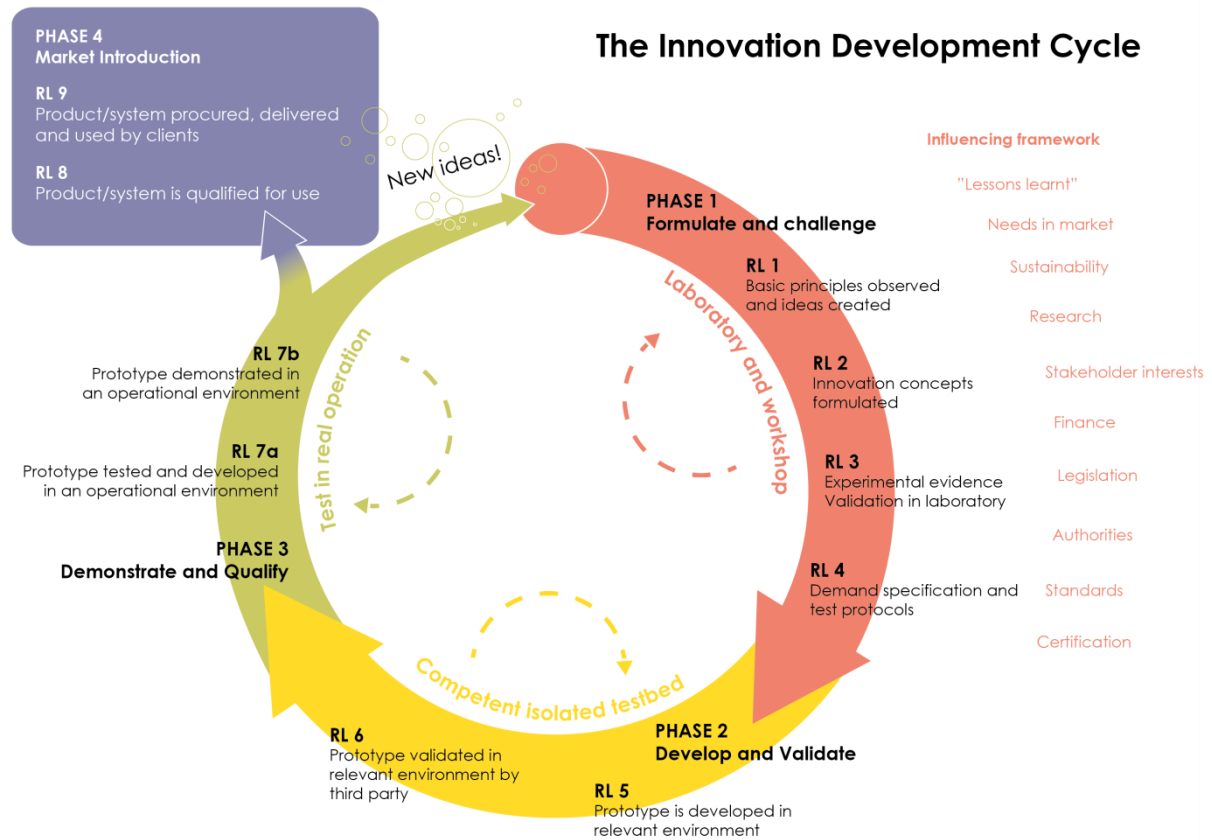 The Innovation Development Cycle
PHASE 4
Market Introduction
RL 9
Product/system procured, delivered
and used by clients
RL 8
Product/system is qualified for use
New ideas!
PHASE 1
Formulate and challenge
RL 1
Basic principles observed
and ideas created
RL 2
Innovation concepts
formulated
RL 3
Experimental evidence
Validation in laboratory
RL 4
Demand specification and
test protocols
Laboratory and workshop
PHASE 2
Develop and Validate
RL 5
Prototype is developed in
relevant environment
RL 6
Prototype validated in
relevant environment by
third party
Competent isolated testbed
PHASE 3
Demonstrate and Qualify
RL 7a
Prototype tested and developed
in an operational environment
RL 7b
Prototype demonstrated in
an operational environment
Test in real operation
Influencing framework
"Lessons learnt"
Needs in market
Sustainability
Research
Stakeholder interests
Finance
Legislation
Authorities
Standards
Certification